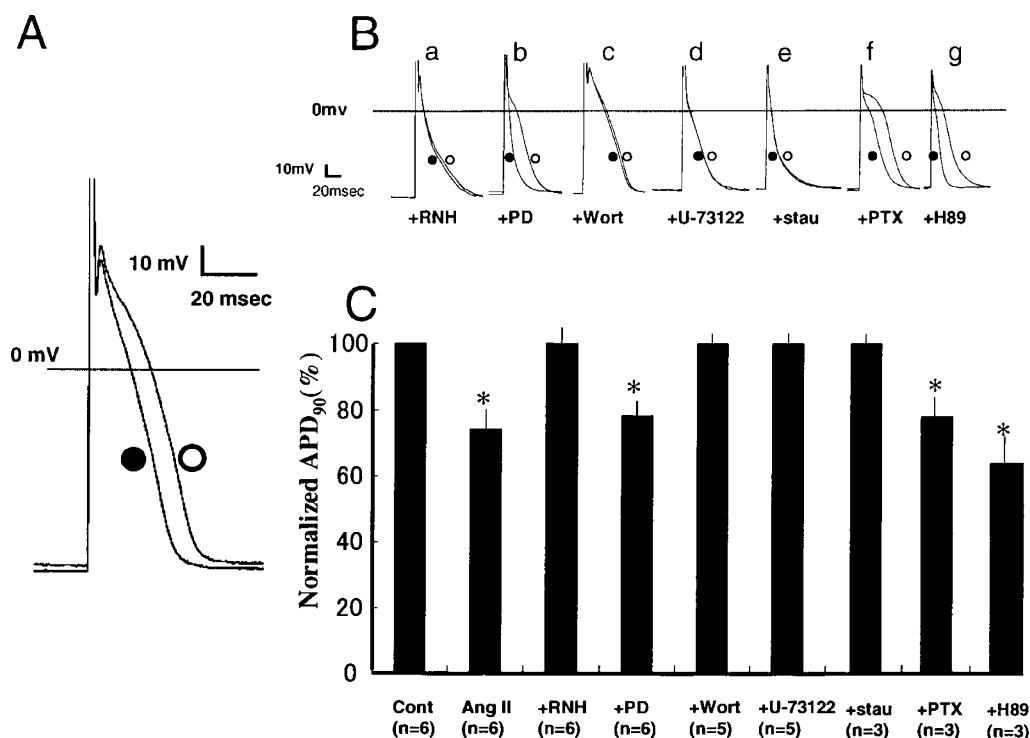 A
10 mV
20 msec
0 mV
B
a b c d e f g
0mv
10mV
20msec
+RNH +PD +Wort +U-73122 +stau +PTX +H89
C
Normalized APD90(%)
100
80
60
40
20
0
* * * *
Cont Ang II +RNH +PD +Wort +U-73122 +stau +PTX +H89
(n=6) (n=6) (n=6) (n=6) (n=5) (n=5) (n=3) (n=3) (n=3)